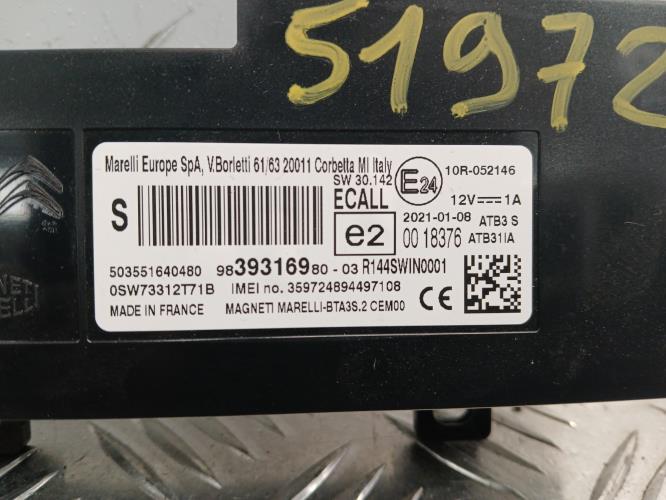 51972
Marelli Europe SpA, V.Borletti 61/63 20011 Corbetta MI Italy
SW 30.142
S
ECALL
e2
E24
10R-052146
12V 1A
2021-01-08 ATB3 S
00 18376 ATB31IA
503551640480 9839316980 - 03 R144SWIN0001
0SW73312T71B IMEI no. 359724894497108
MADE IN FRANCE MAGNETI MARELLI-BTA3S.2 CEM00
MAGNETI
MARELLI